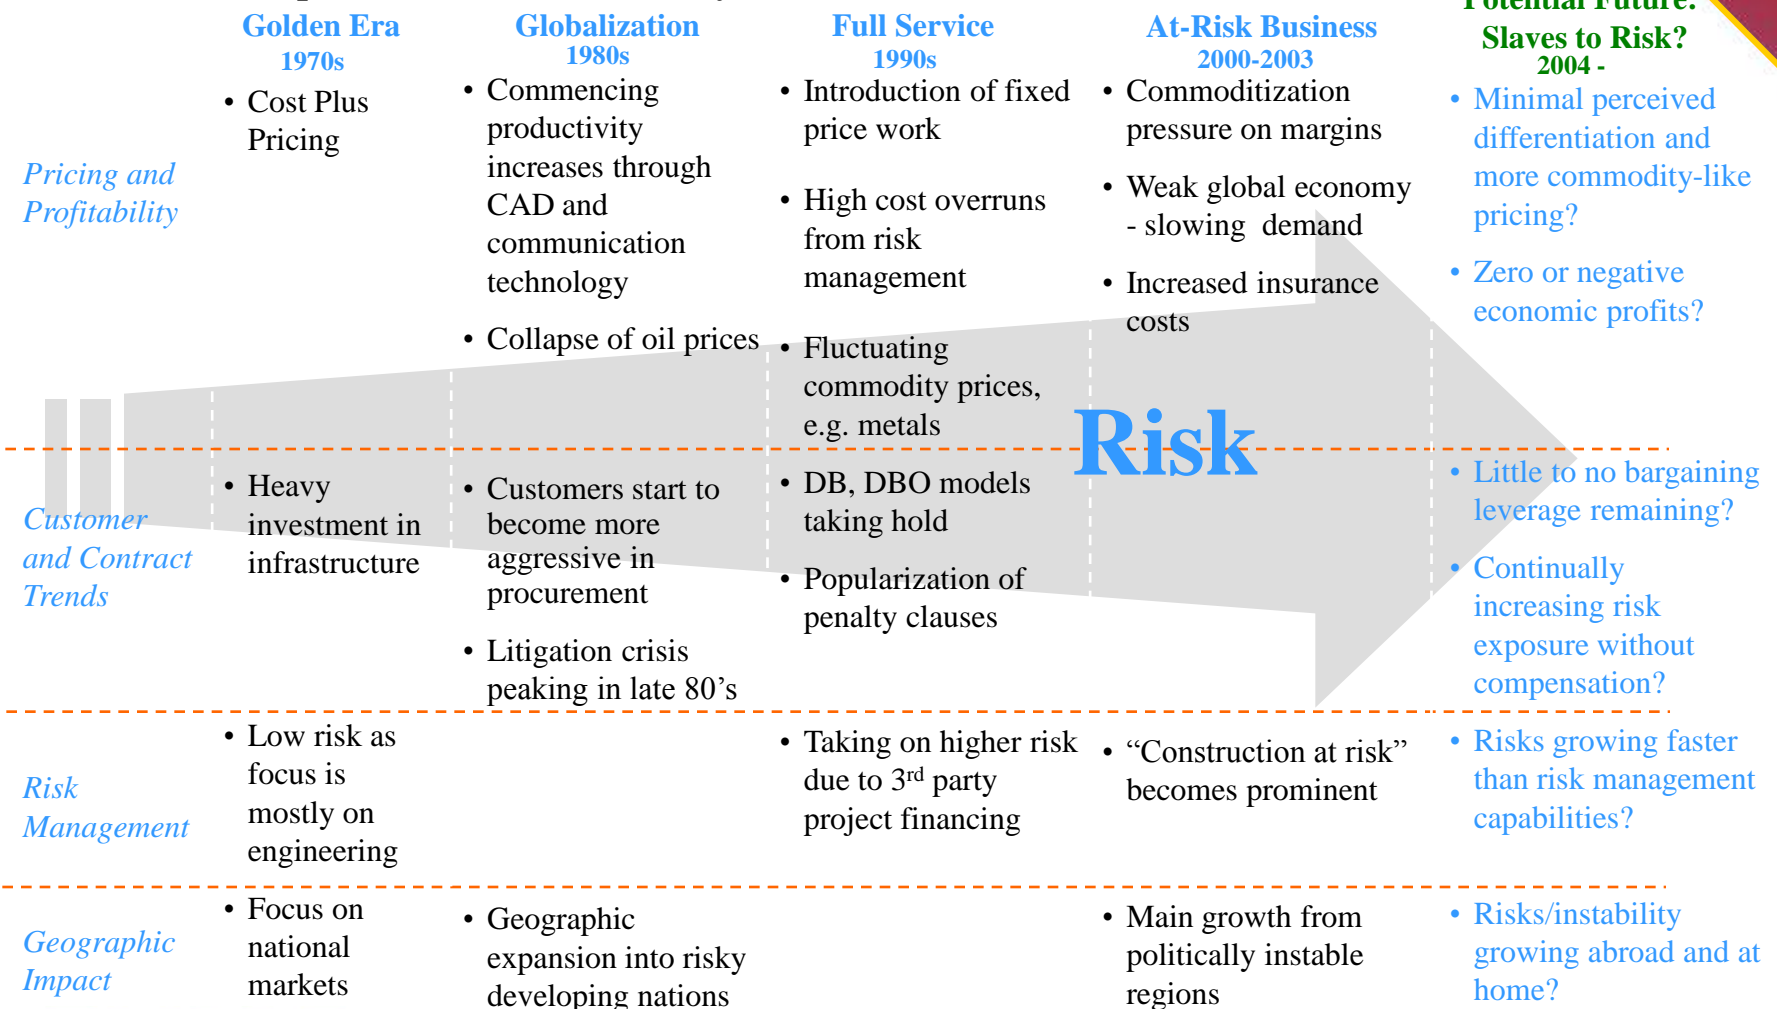 Golden Era
1970s
Globalization
1980s
Full Service
1990s
At-Risk Business
2000-2003
Potential Future:
Slaves to Risk?
2004 -
Pricing and
Profitability
• Cost Plus
Pricing
• Commencing
productivity
increases through
CAD and
communication
technology
• Collapse of oil prices
• Introduction of fixed
price work
• High cost overruns
from risk
management
• Fluctuating
commodity prices,
e.g. metals
• Commoditization
pressure on margins
• Weak global economy
- slowing demand
• Increased insurance
costs
• Minimal perceived
differentiation and
more commodity-like
pricing?
• Zero or negative
economic profits?
Risk
Customer
and Contract
Trends
• Heavy
investment in
infrastructure
• Customers start to
become more
aggressive in
procurement
• Litigation crisis
peaking in late 80’s
• DB, DBO models
taking hold
• Popularization of
penalty clauses
• Little to no bargaining
leverage remaining?
• Continually
increasing risk
exposure without
compensation?
Risk
Management
• Low risk as
focus is
mostly on
engineering
• Taking on higher risk
due to 3rd party
project financing
• “Construction at risk”
becomes prominent
• Risks growing faster
than risk management
capabilities?
Geographic
Impact
• Focus on
national
markets
• Geographic
expansion into risky
developing nations
• Main growth from
politically instable
regions
• Risks/instability
growing abroad and at
home?